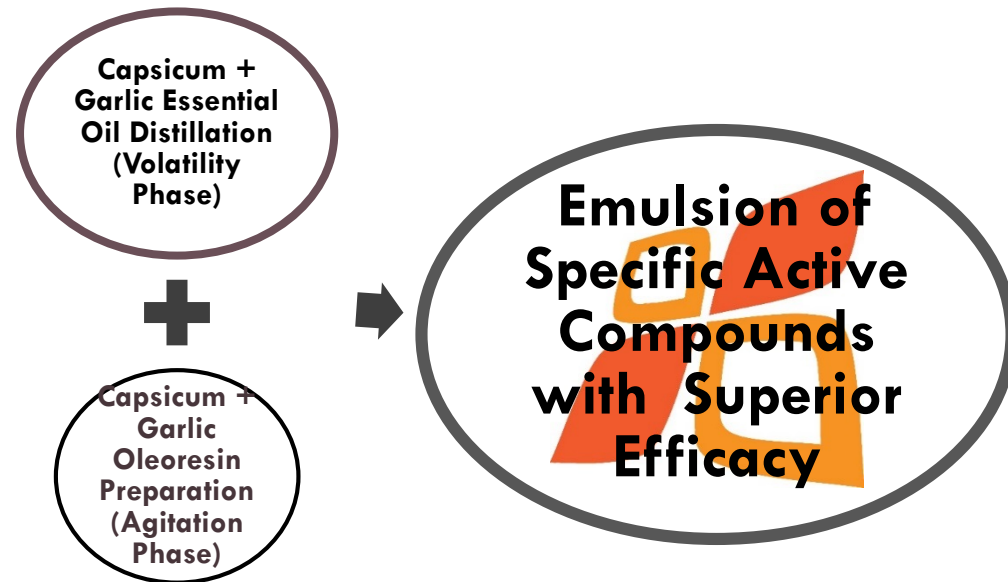 Capsicum +
Garlic Essential
Oil Distillation
(Volatility
Phase)
Capsicum +
Garlic
Oleoresin
Preparation
(Agitation
Phase)
Emulsion of
Specific Active
Compounds
with Superior
Efficacy